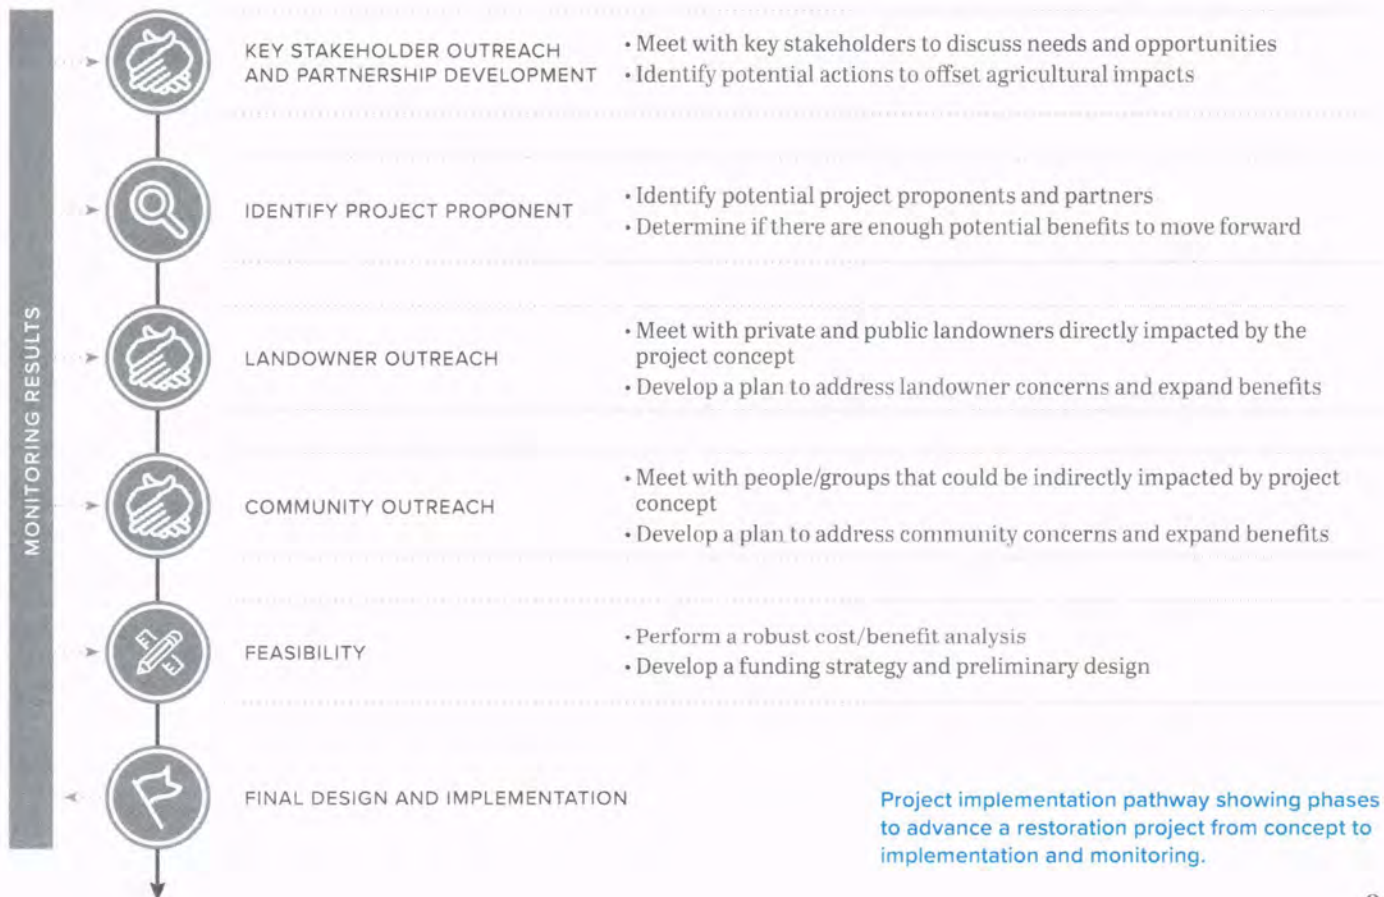 MONITORING RESULTS
KEY STAKEHOLDER OUTREACH
AND PARTNERSHIP DEVELOPMENT
• Meet with key stakeholders to discuss needs and opportunities
• Identify potential actions to offset agricultural impacts
IDENTIFY PROJECT PROPONENT
• Identify potential project proponents and partners
• Determine if there are enough potential benefits to move forward
LANDOWNER OUTREACH
• Meet with private and public landowners directly impacted by the
project concept
• Develop a plan to address landowner concerns and expand benefits
COMMUNITY OUTREACH
• Meet with people/groups that could be indirectly impacted by project
concept
• Develop a plan to address community concerns and expand benefits
FEASIBILITY
• Perform a robust cost/benefit analysis
• Develop a funding strategy and preliminary design
FINAL DESIGN AND IMPLEMENTATION
Project implementation pathway showing phases
to advance a restoration project from concept to
implementation and monitoring.